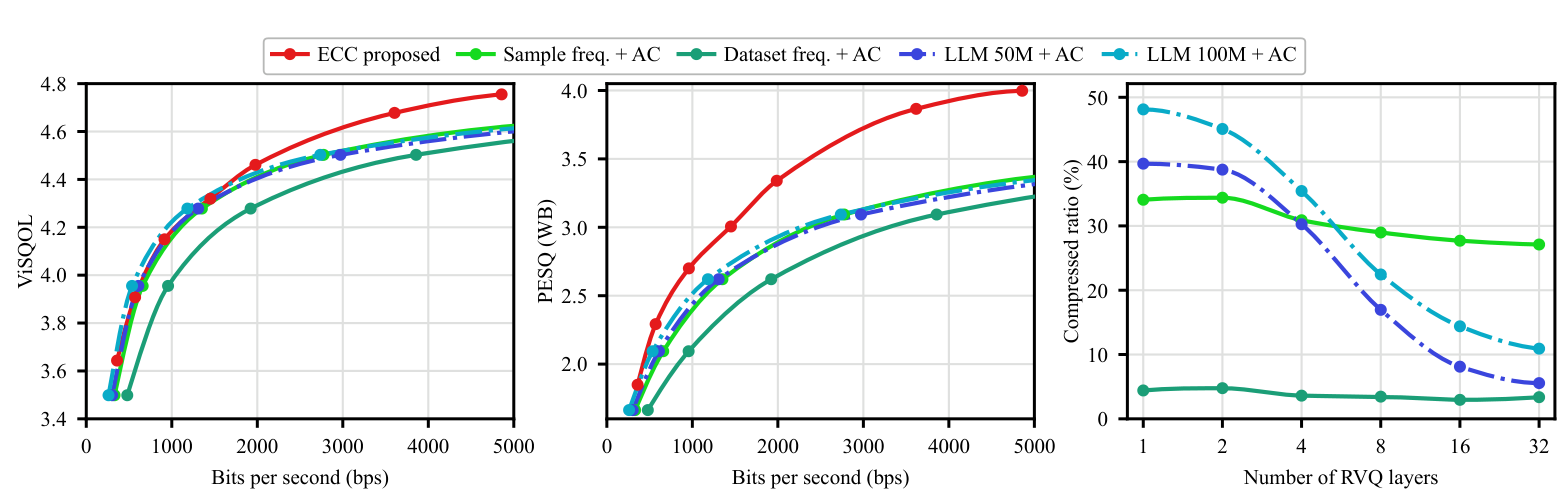 ECC proposed Sample freq. + AC Dataset freq. + AC LLM 50M + AC LLM 100M + AC
ViSQOL
4.8
4.6
4.4
4.2
4.0
3.8
3.6
3.4
0 1000 2000 3000 4000 5000
Bits per second (bps)
PESQ (WB)
4.0
3.5
3.0
2.5
2.0
0 1000 2000 3000 4000 5000
Bits per second (bps)
Compressed ratio (%)
50
40
30
20
10
0
1 2 4 8 16 32
Number of RVQ layers